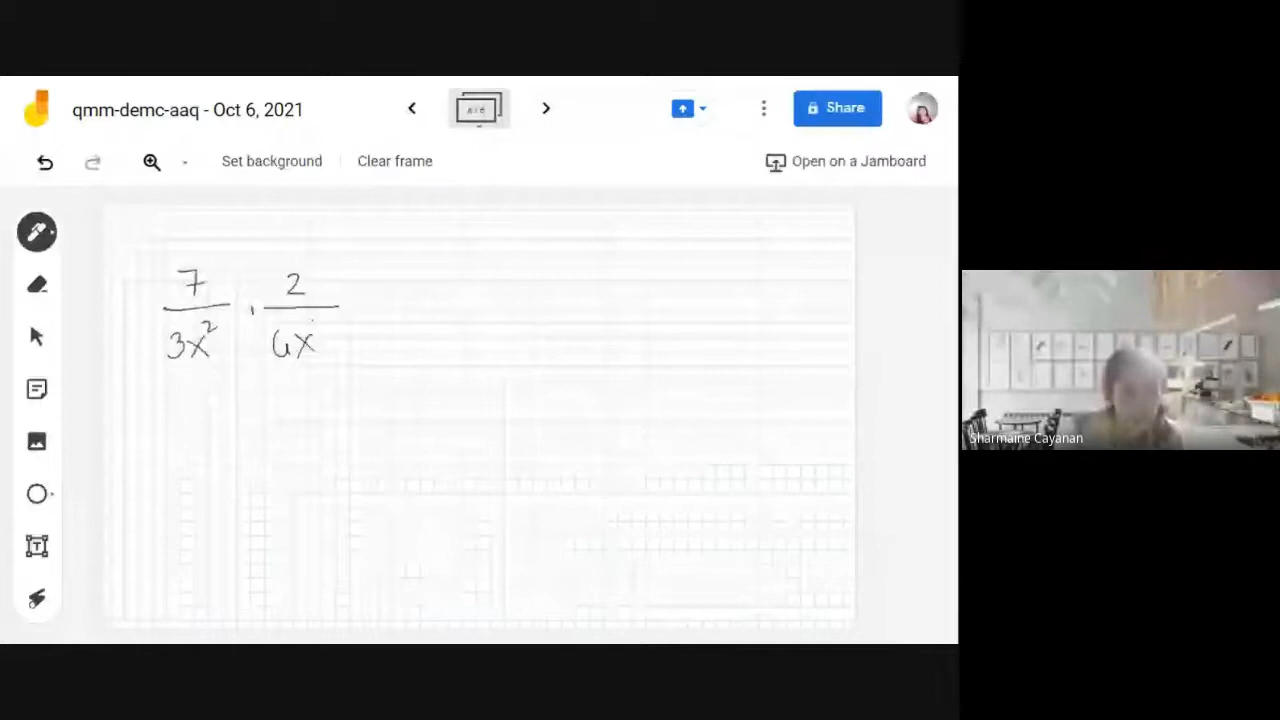 qmm-demc-aaq - Oct 6, 2021
Share
Set background
Clear frame
Open on a Jamboard
7 2
3x² · 6x
Sharmaine Cayanan